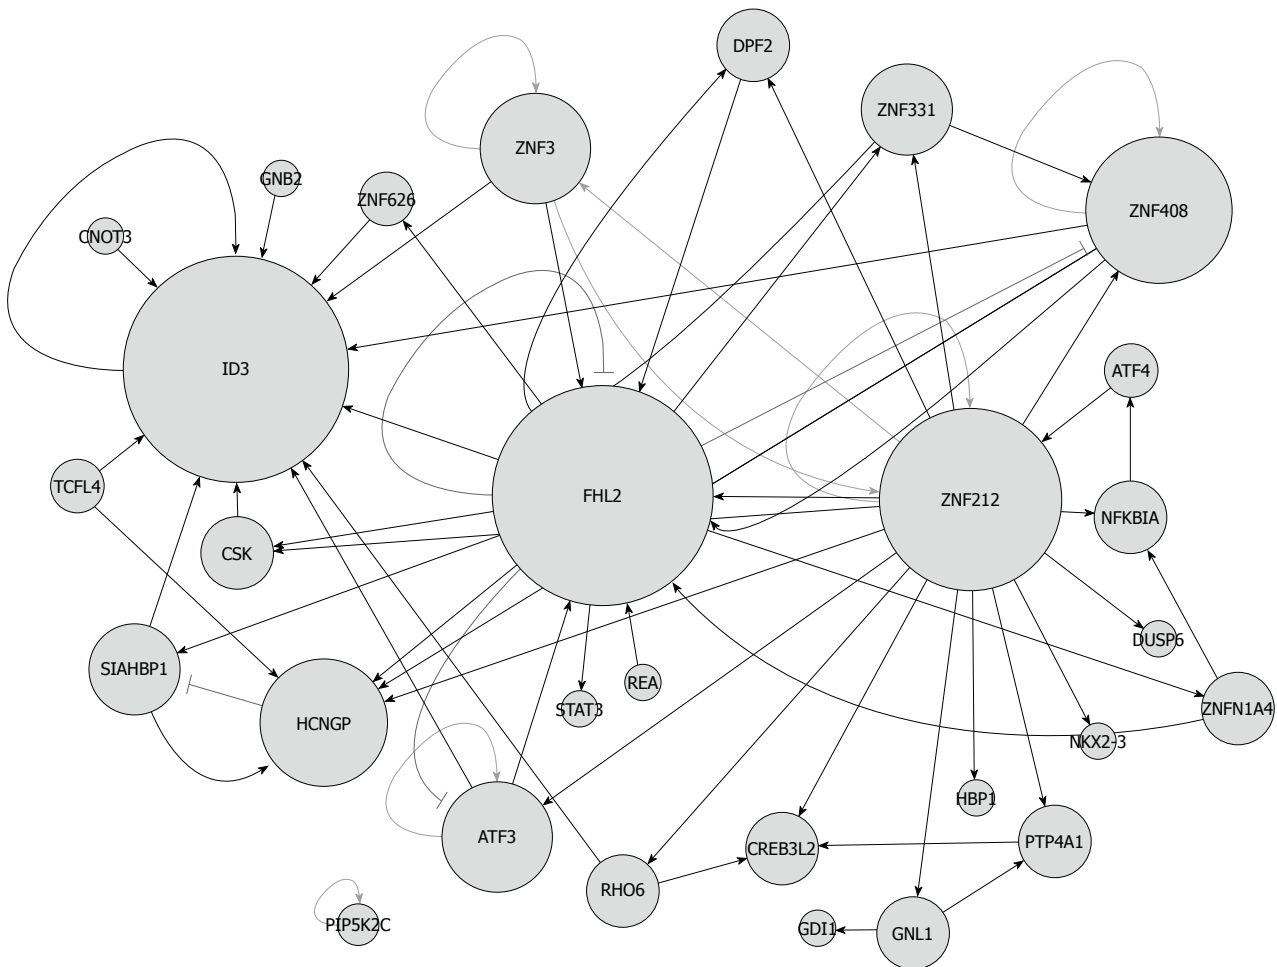 DPF2
ZNF331
ZNF3
GNB2
ZNF626
ZNF408
CNOT3
ID3
ATF4
TCFL4
FHL2
ZNF212
NFKBIA
CSK
DUSP6
SIAHBP1
REA
STAT3
ZNFN1A4
HCNGP
NKX2-3
HBP1
ATF3
CREB3L2
PTP4A1
RHO6
PIP5K2C
GDI1
GNL1